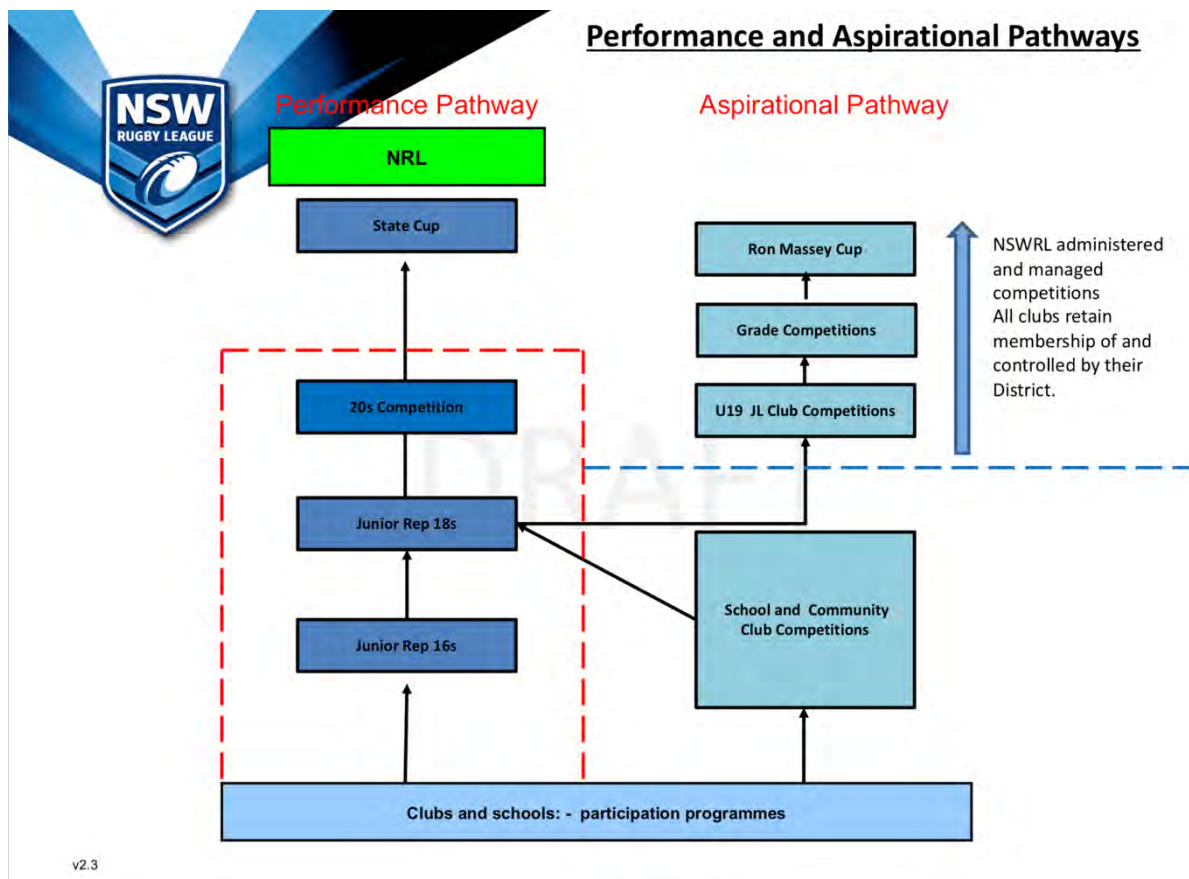 Performance and Aspirational Pathways
NSW
RUGBY LEAGUE
Performance Pathway
Aspirational Pathway
NRL
State Cup
Ron Massey Cup
NSWRL administered
and managed
competitions
All clubs retain
membership of and
controlled by their
District.
Grade Competitions
20s Competition
U19 JL Club Competitions
DRAFT
Junior Rep 18s
School and Community
Club Competitions
Junior Rep 16s
Clubs and schools: - participation programmes
v2.3